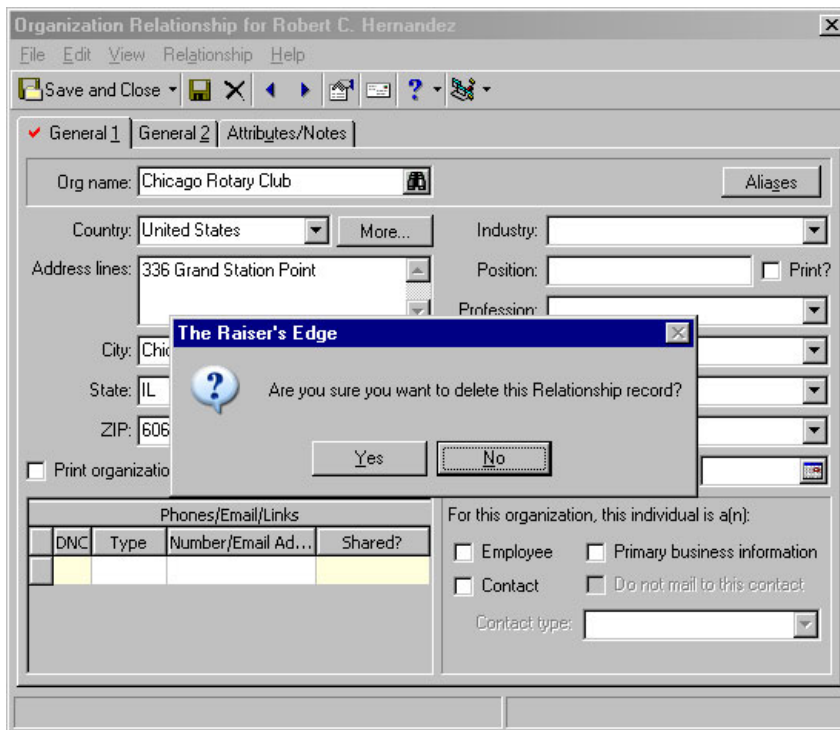 Organization Relationship for Robert C. Hernandez
File Edit View Relationship Help
Save and Close
General 1 General 2 Attributes/Notes
Org name: Chicago Rotary Club Aliases
Country: United States More... Industry:
Address lines: 336 Grand Station Point Position: Print?
Profession:
The Raiser's Edge
City: Chic
Are you sure you want to delete this Relationship record?
State: IL
ZIP: 606
Yes No
Print organizatio
Phones/Email/Links For this organization, this individual is a(n):
DNC Type Number/Email Ad... Shared?
Employee Primary business information
Contact Do not mail to this contact
Contact type: